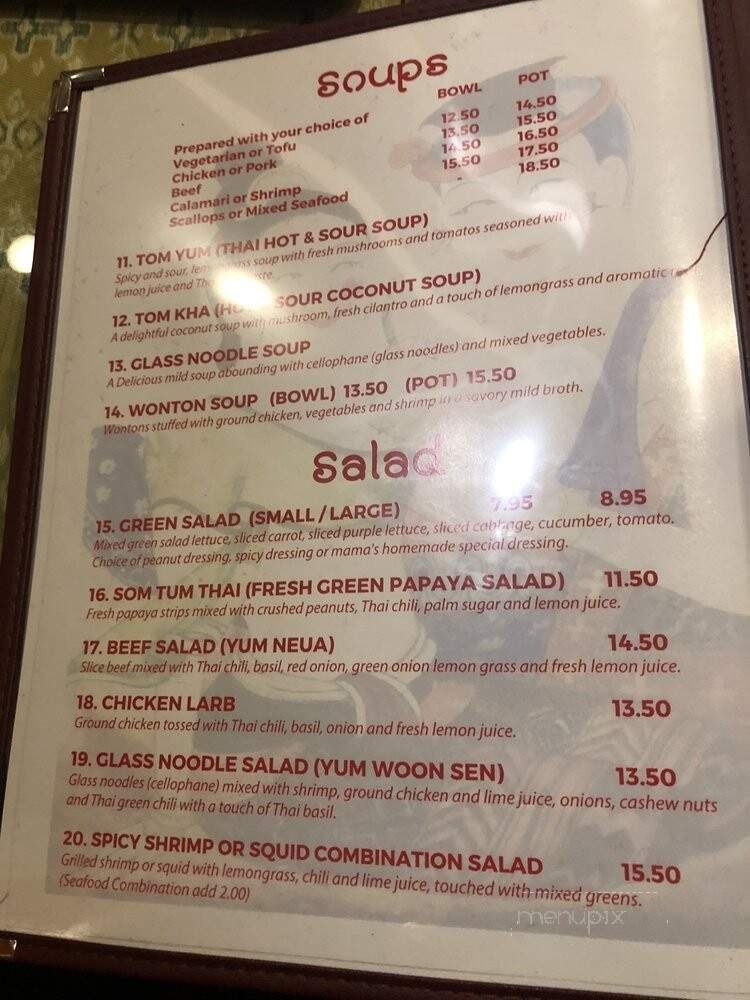 soups
BOWL POT
Prepared with your choice of
Vegetarian or Tofu 12.50 14.50
Chicken or Pork 13.50 15.50
Beef 14.50 16.50
Calamari or Shrimp 15.50 17.50
Scallops or Mixed Seafood - 18.50
11. TOM YUM (THAI HOT & SOUR SOUP)
Spicy and sour, lemongrass soup with fresh mushrooms and tomatos seasoned with
lemon juice and
12. TOM KHA ( SOUR COCONUT SOUP)
A delightful coconut soup with mushroom, fresh cilantro and a touch of lemongrass and aromatic
13. GLASS NOODLE SOUP
A Delicious mild soup abounding with cellophane (glass noodles) and mixed vegetables.
14. WONTON SOUP (BOWL) 13.50 (POT) 15.50
Wontons stuffed with ground chicken, vegetables and shrimp in a savory mild broth.
salad
15. GREEN SALAD (SMALL / LARGE) 7.95 8.95
Mixed green salad lettuce, sliced carrot, sliced purple lettuce, sliced cabbage, cucumber, tomato.
Choice of peanut dressing, spicy dressing or mama's homemade special dressing.
16. SOM TUM THAI (FRESH GREEN PAPAYA SALAD) 11.50
Fresh papaya strips mixed with crushed peanuts, Thai chili, palm sugar and lemon juice.
17. BEEF SALAD (YUM NEUA) 14.50
Slice beef mixed with Thai chili, basil, red onion, green onion lemon grass and fresh lemon juice.
18. CHICKEN LARB 13.50
Ground chicken tossed with Thai chili, basil, onion and fresh lemon juice.
19. GLASS NOODLE SALAD (YUM WOON SEN) 13.50
Glass noodles (cellophane) mixed with shrimp, ground chicken and lime juice, onions, cashew nuts
and Thai green chili with a touch of Thai basil.
20. SPICY SHRIMP OR SQUID COMBINATION SALAD 15.50
Grilled shrimp or squid with lemongrass, chili and lime juice, touched with mixed greens.
(Seafood Combination add 2.00)
menupix